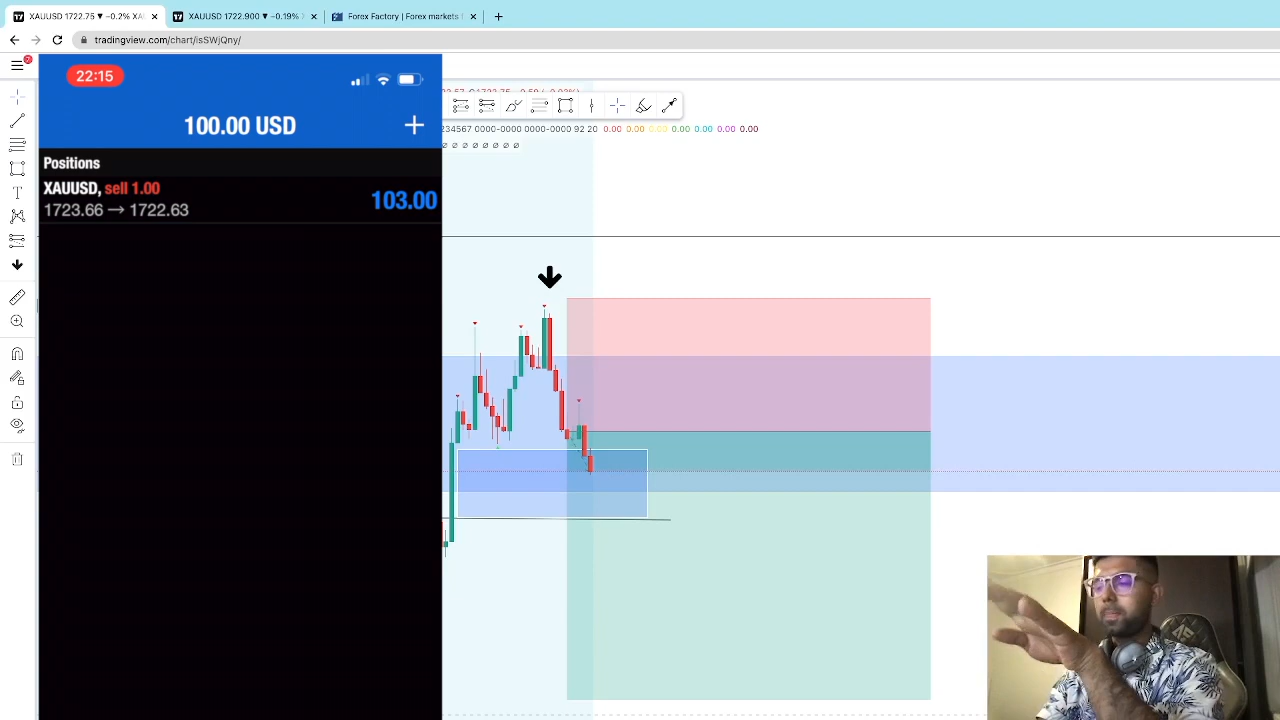 XAUUSD 1722.75 ▼ −0.2% XAI
XAUUSD 1722.900 ▼ −0.19%
Forex Factory | Forex markets
tradingview.com/chart/isSWjQny/
22:15
100.00 USD
+
Positions
XAUUSD, sell 1.00
103.00
1723.66 → 1722.63
234567 0000-0000 0000-0000 92 20 0.00 0.00 0.00 0.00 0.00 0.00 0.00